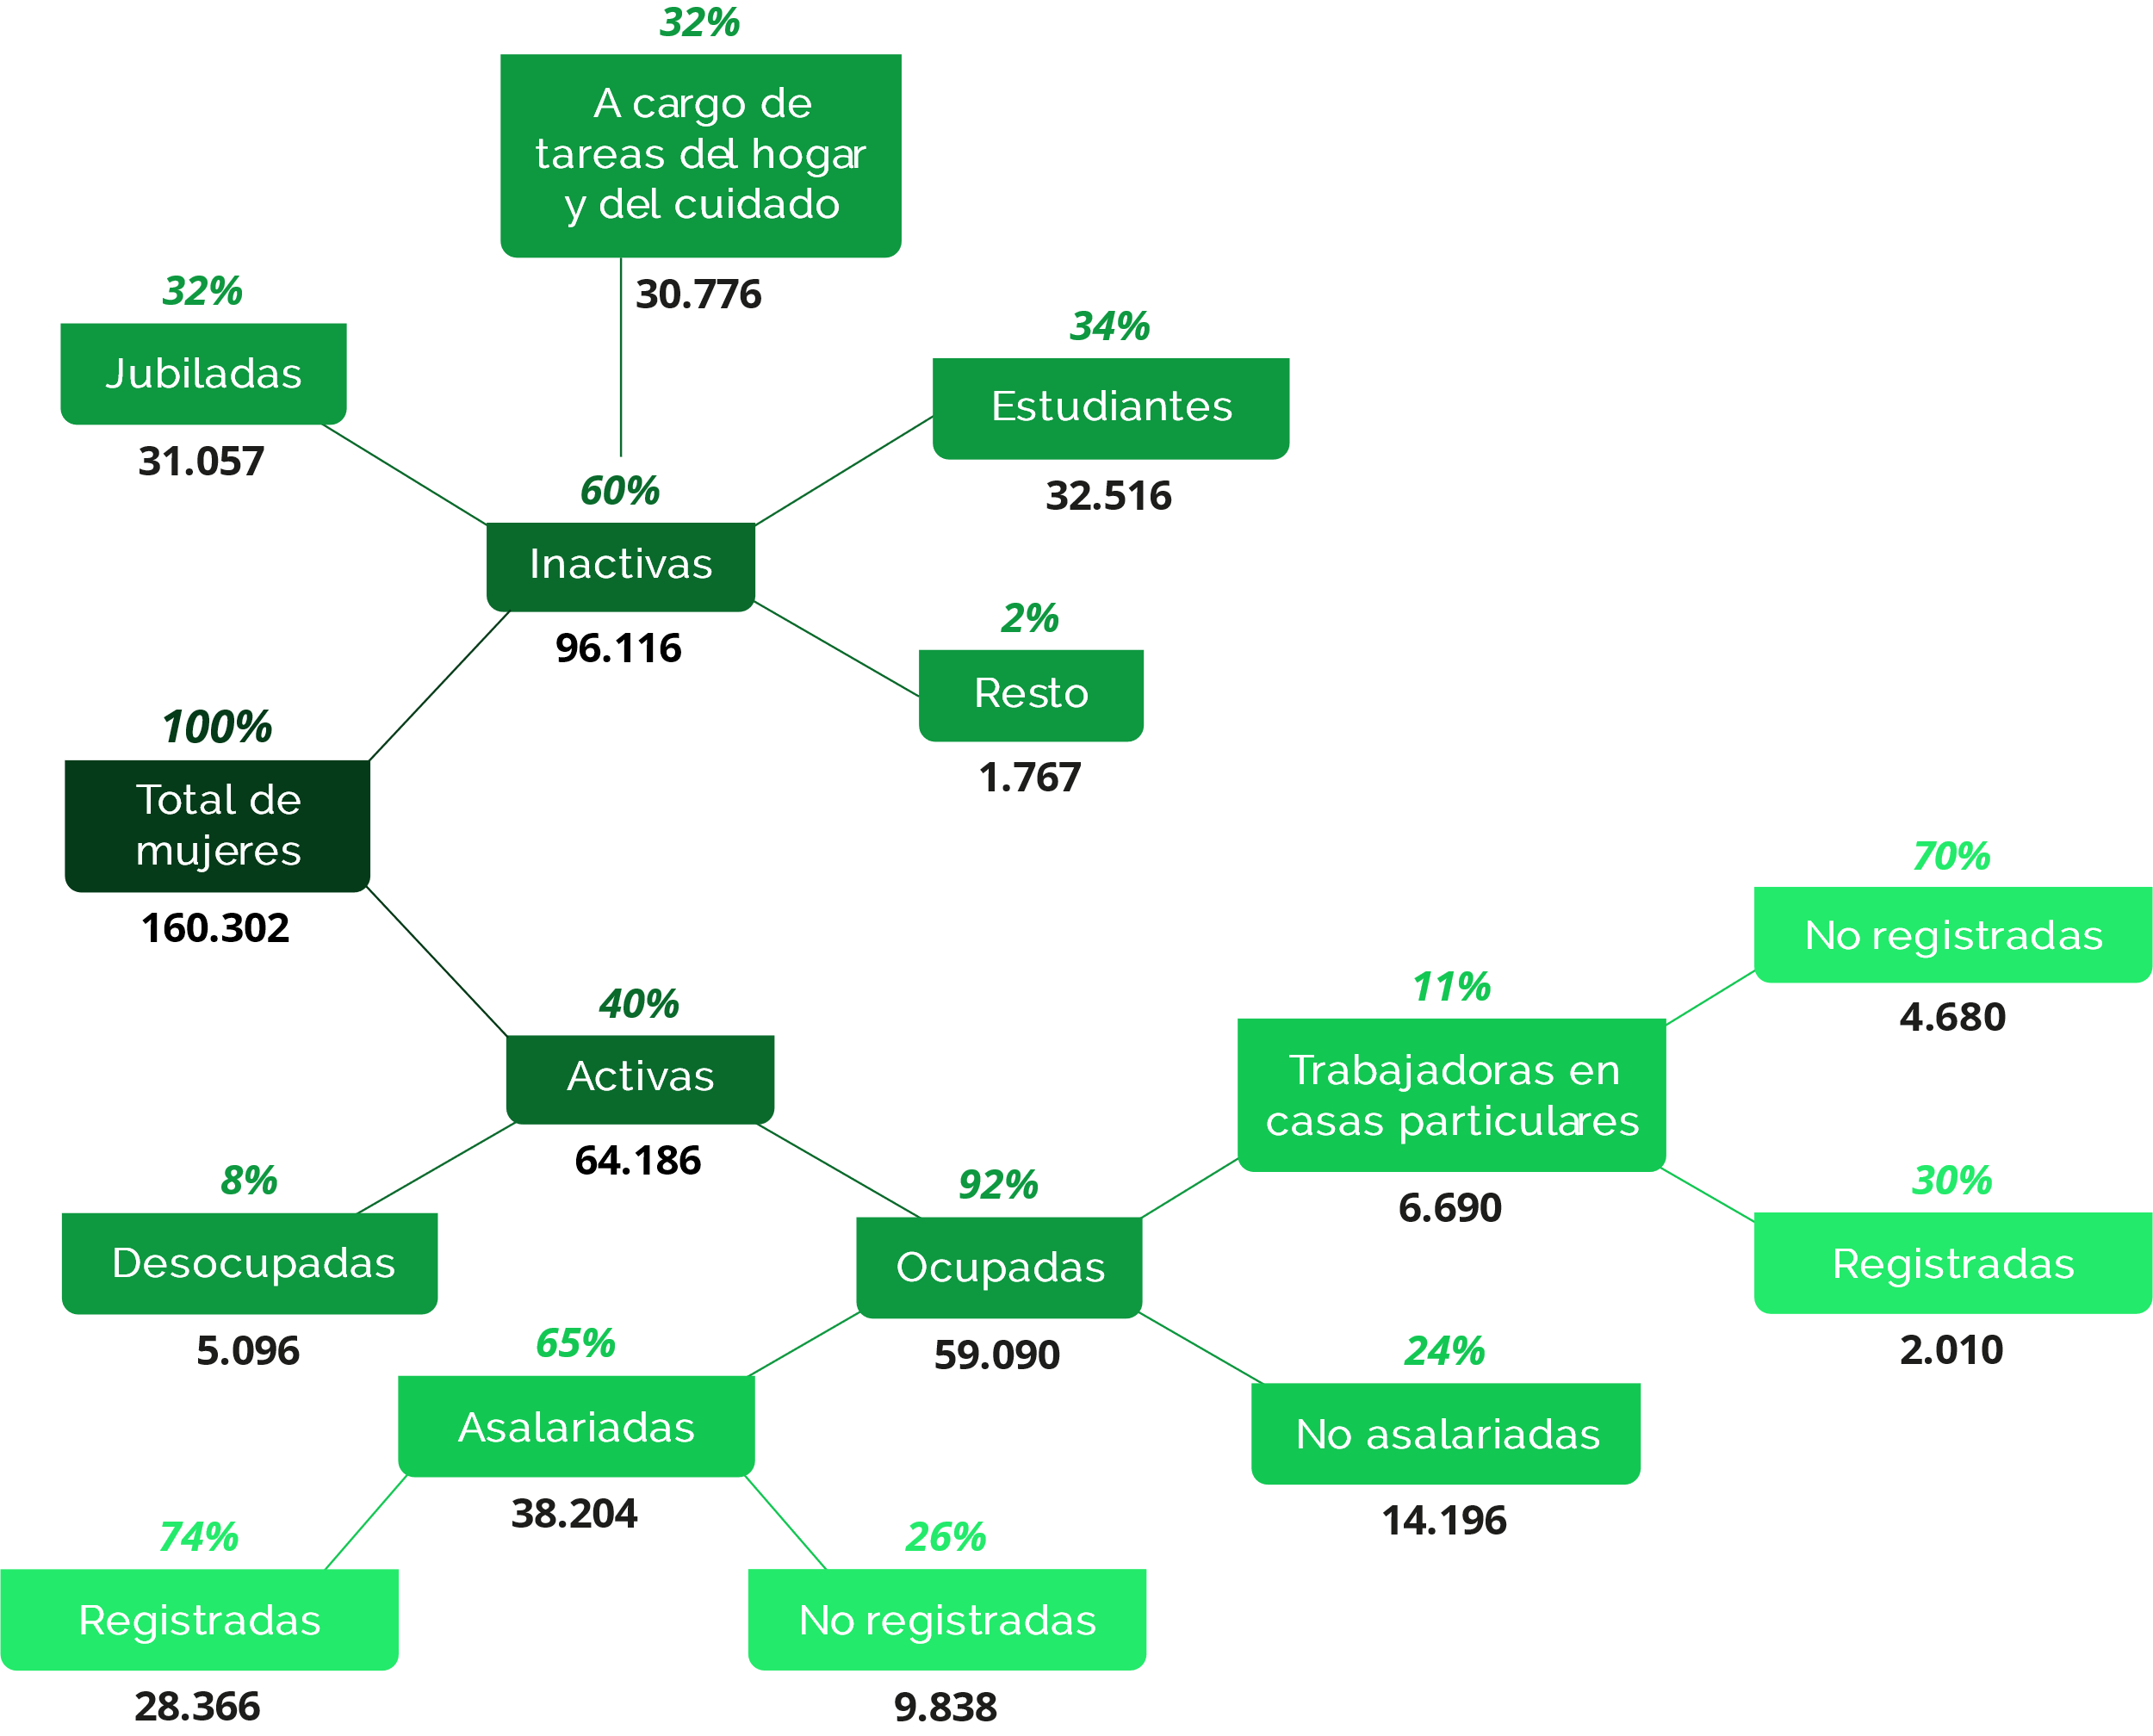 32%
A cargo de
tareas del hogar
y del cuidado
30.776
32%
Jubiladas
31.057
34%
Estudiantes
32.516
60%
Inactivas
96.116
2%
Resto
1.767
100%
Total de
mujeres
160.302
40%
Activas
64.186
8%
Desocupadas
5.096
92%
Ocupadas
59.090
11%
Trabajadoras en
casas particulares
6.690
70%
No registradas
4.680
30%
Registradas
2.010
65%
Asalariadas
38.204
24%
No asalariadas
14.196
74%
Registradas
28.366
26%
No registradas
9.838